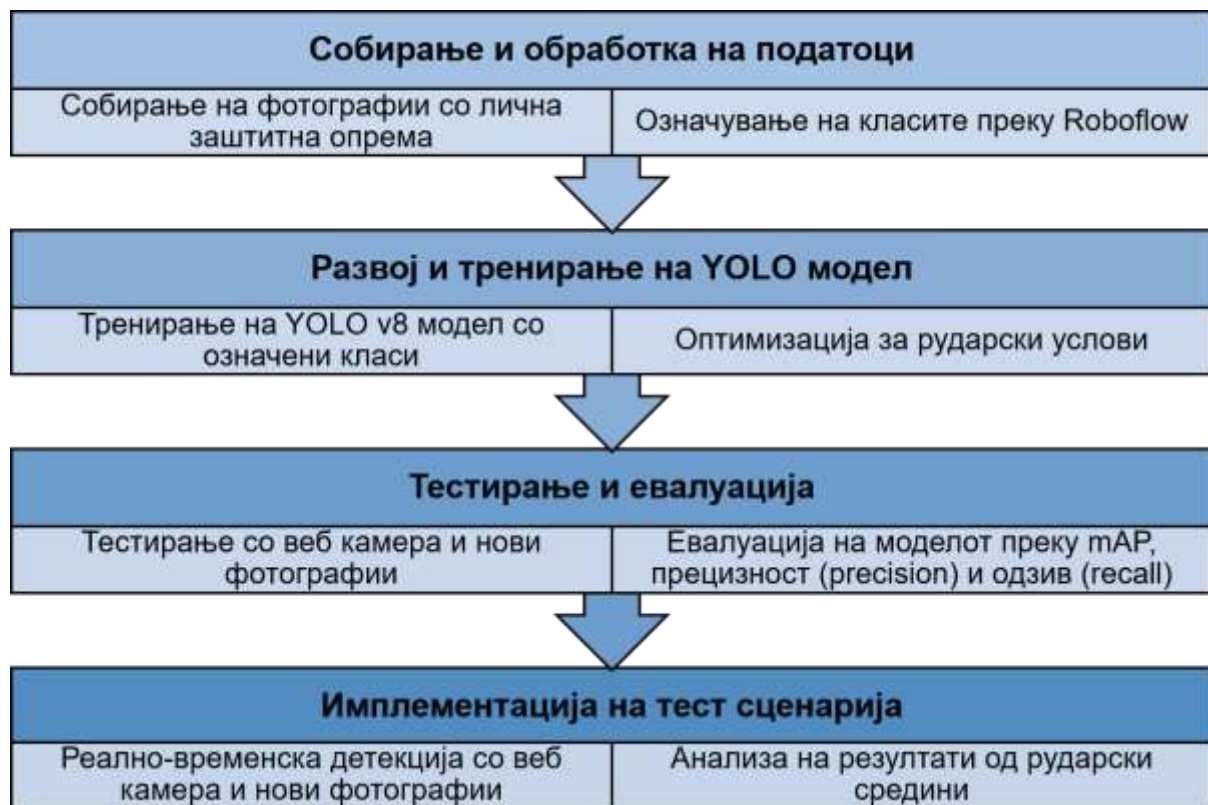 Собирање и обработка на податоци
Собирање на фотографии со лична
заштитна опрема
Означување на класите преку Roboflow
Развој и тренирање на YOLO модел
Тренирање на YOLO v8 модел со
означени класи
Оптимизација за рударски услови
Тестирање и евалуација
Тестирање со веб камера и нови
фотографии
Евалуација на моделот преку mAP,
прецизност (precision) и одзив (recall)
Имплементација на тест сценарија
Реално-временска детекција со веб
камера и нови фотографии
Анализа на резултати од рударски
средини